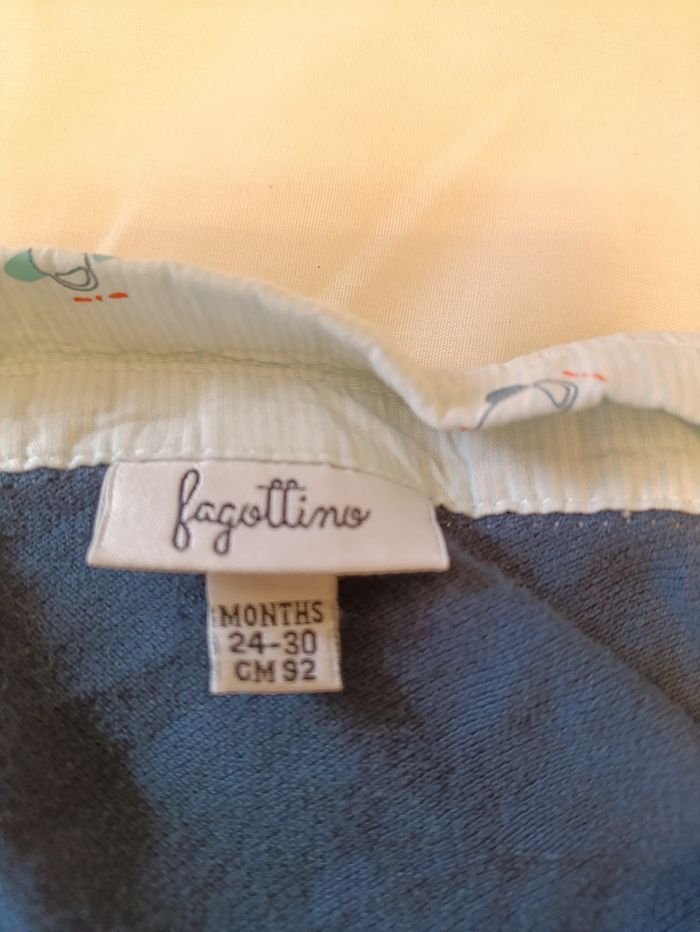 fagottino
MONTHS
24-30
CM 92